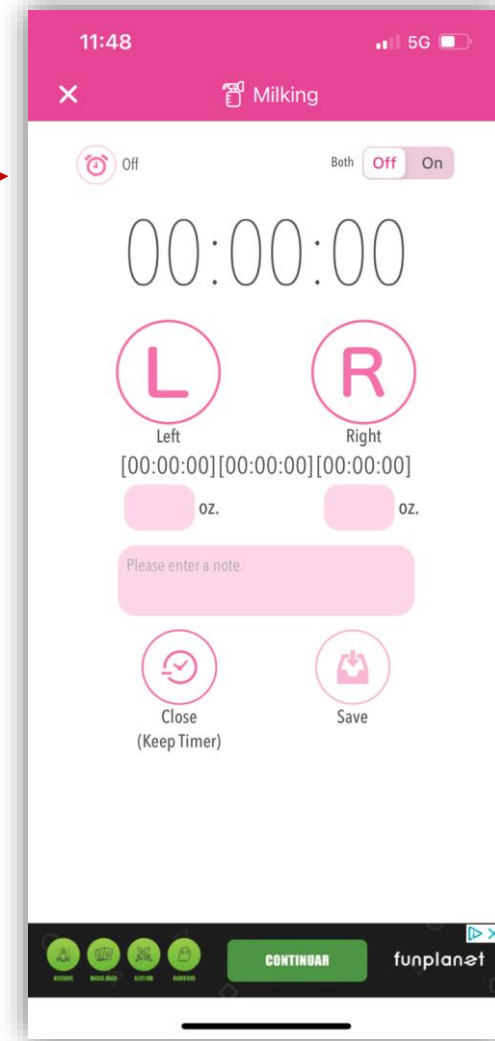 11:48
5G
Milking
Off
Both Off On
00:00:00
L R
Left Right
[00:00:00][00:00:00][00:00:00]
oz. oz.
Please enter a note.
Close Save
(Keep Timer)
CONTINUAR
funplanet